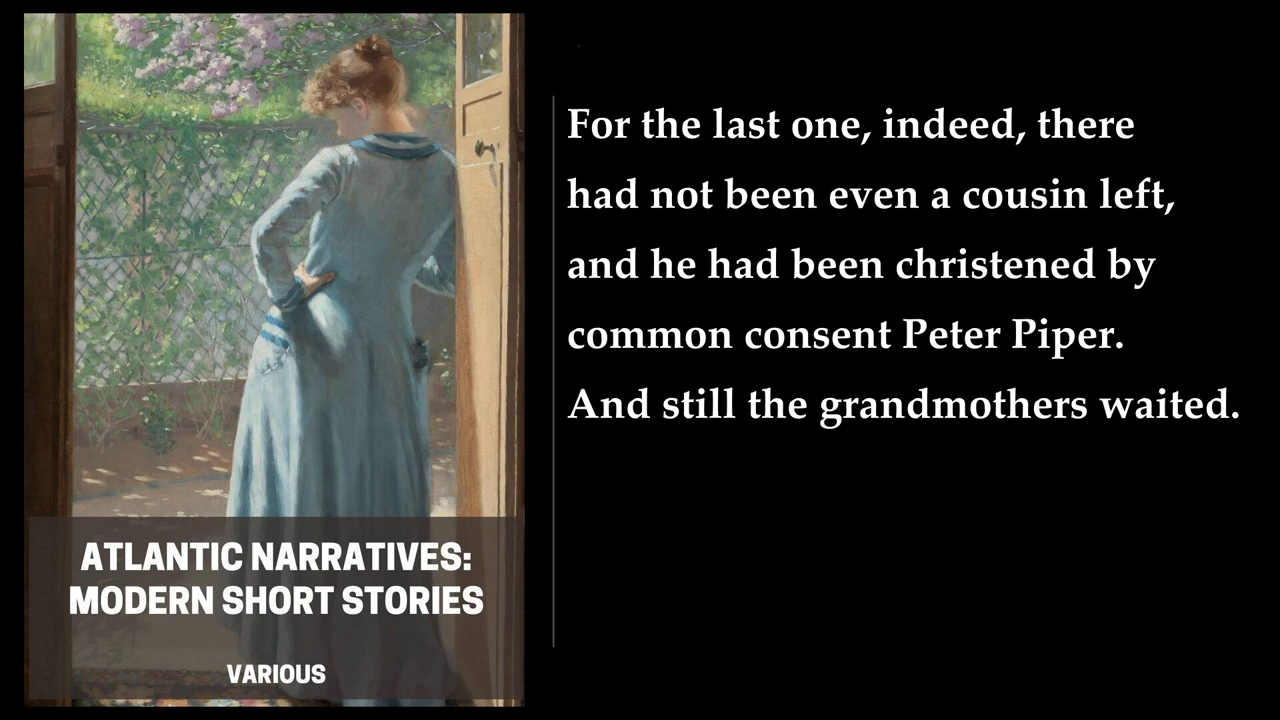 ATLANTIC NARRATIVES:
MODERN SHORT STORIES
VARIOUS
For the last one, indeed, there
had not been even a cousin left,
and he had been christened by
common consent Peter Piper.
And still the grandmothers waited.